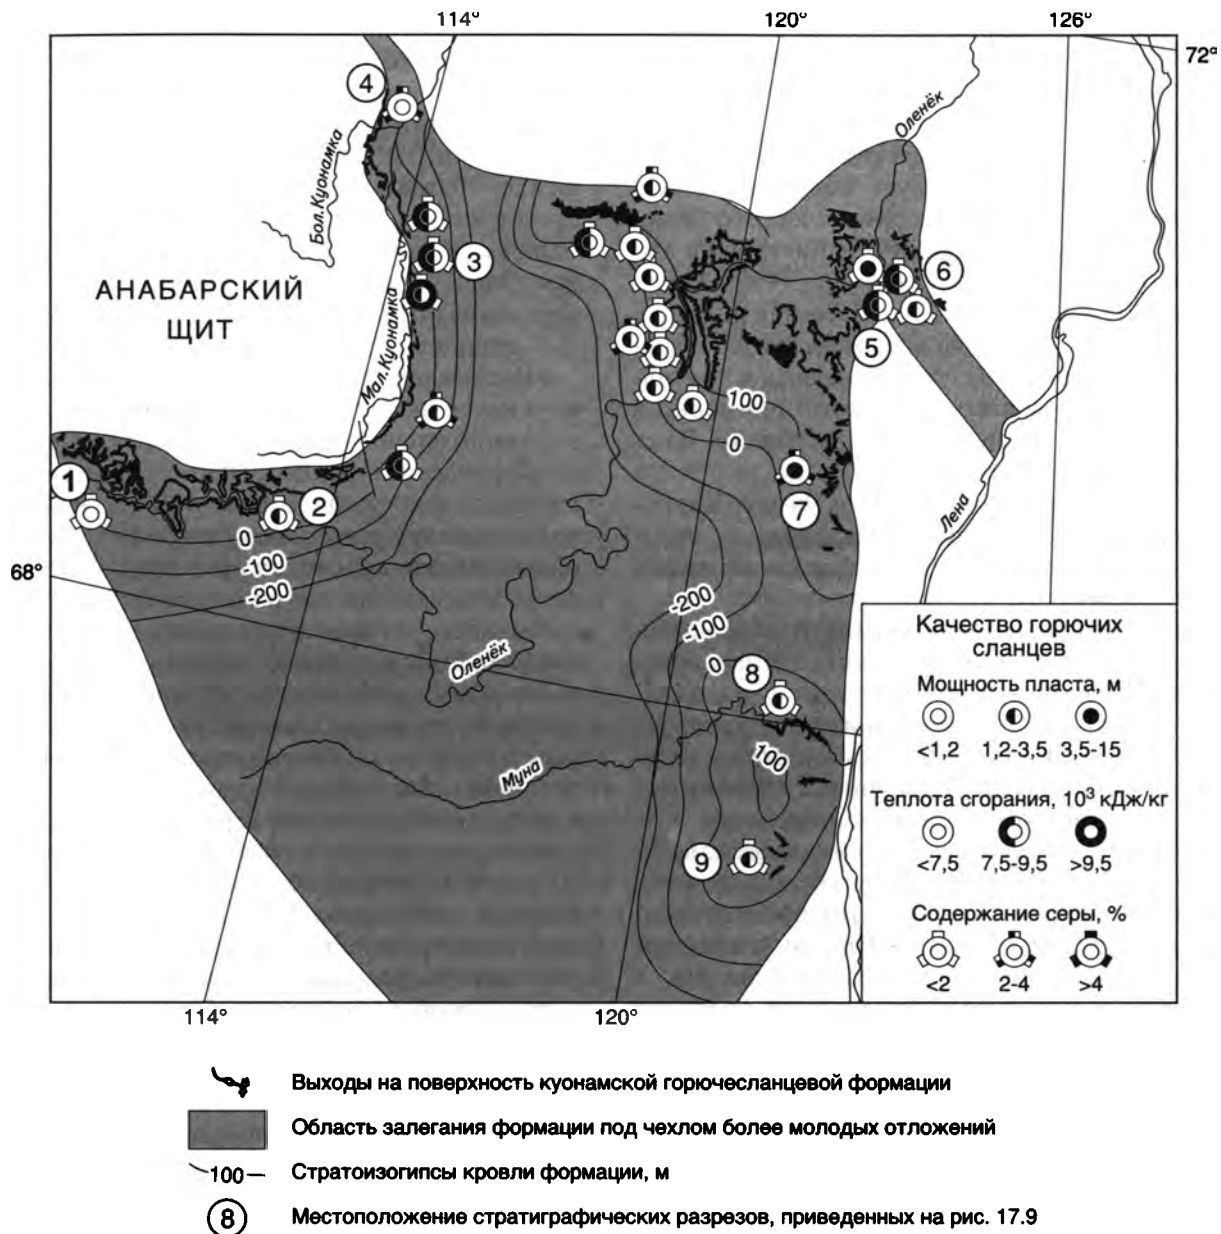 114° 120° 126°
72°
4
Оленёк
Бол.Куонамка
3
6
АНАБАРСКИЙ
ЩИТ
Мал.Куонамка
5
100
0
1
2
7
Лена
0
-100
-200
68°
-200
-100
0
8
Оленёк
100
Муна
9
Качество горючих
сланцев
Мощность пласта, м
<1,2 1,2-3,5 3,5-15
Теплота сгорания, 10³ кДж/кг
<7,5 7,5-9,5 >9,5
Содержание серы, %
<2 2-4 >4
114° 120°
Выходы на поверхность куонамской горючесланцевой формации
Область залегания формации под чехлом более молодых отложений
100 Стратоизогипсы кровли формации, м
8 Местоположение стратиграфических разрезов, приведенных на рис. 17.9